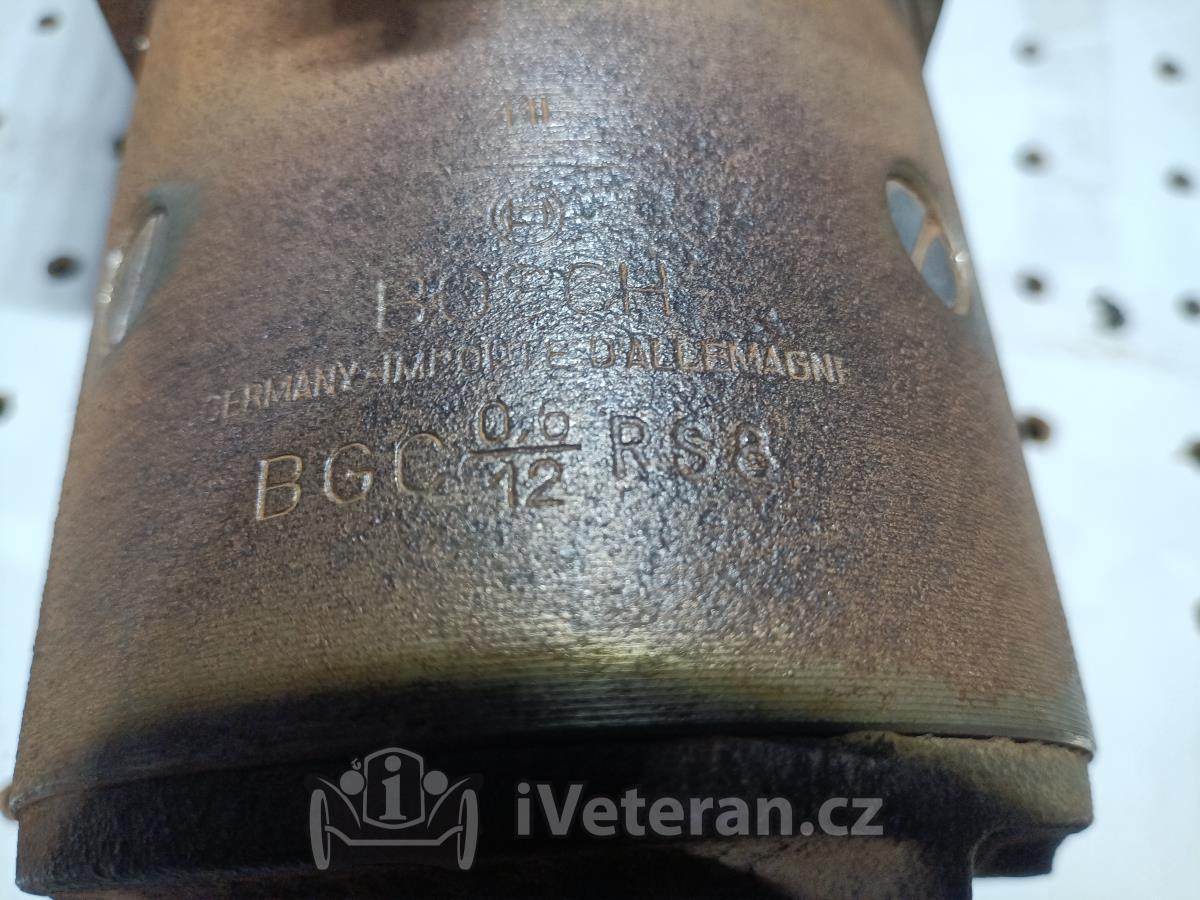 BOSCH
GERMANY-IMPORTE D'ALLEMAGNE
BGC 0,6/12 RS8
iVeteran.cz